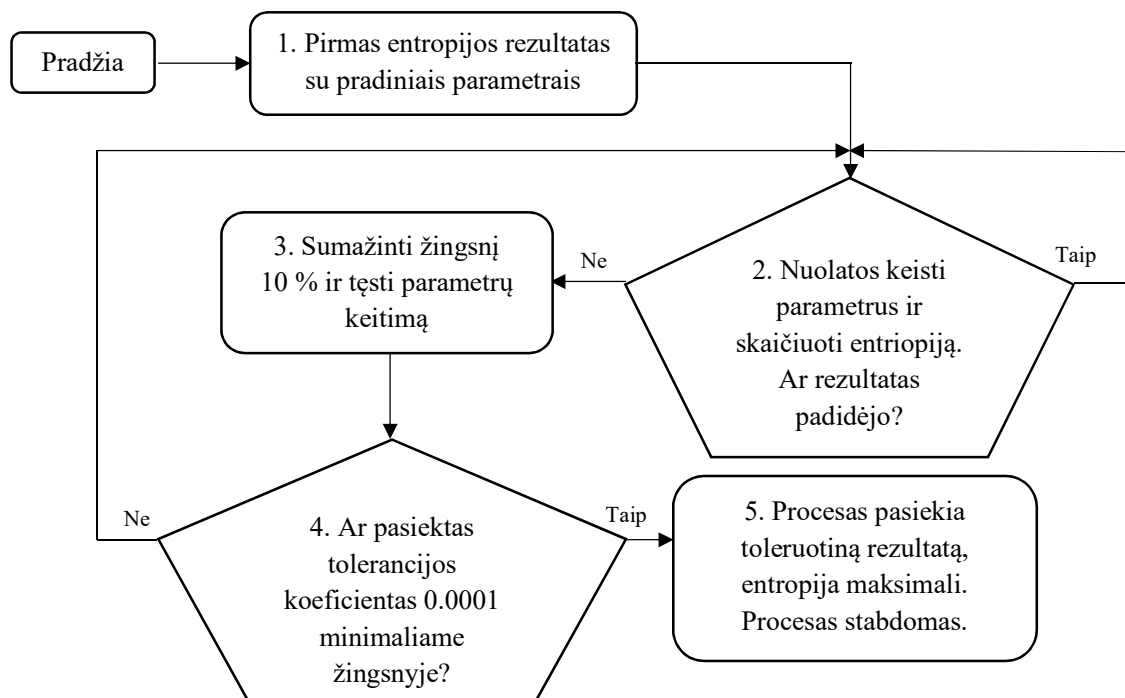 Pradžia
1. Pirmas entropijos rezultatas
su pradiniais parametrais
2. Nuolatos keisti
parametrus ir
skaičiuoti entriopiją.
Ar rezultatas
padidėjo?
Taip
Ne
3. Sumažinti žingsnį
10 % ir tęsti parametrų
keitimą
4. Ar pasiektas
tolerancijos
koeficientas 0.0001
minimaliame
žingsnyje?
Ne
Taip
5. Procesas pasiekia
toleruotiną rezultatą,
entropija maksimali.
Procesas stabdomas.